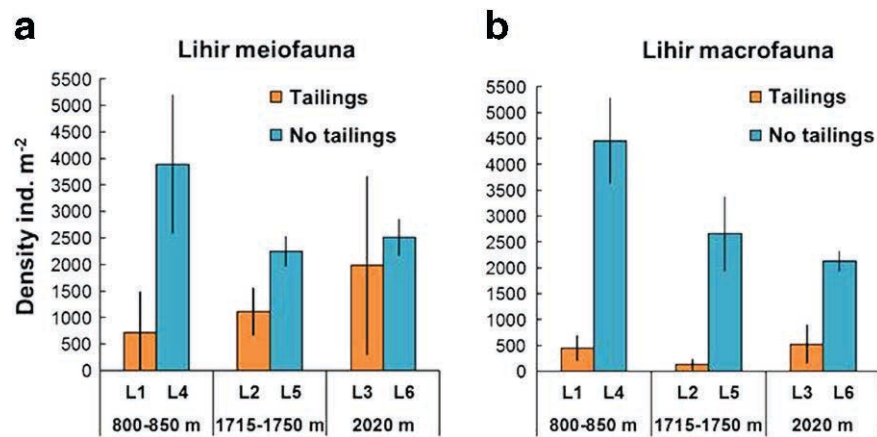 a
Lihir meiofauna
Density ind. m-2
5500
5000
4500
4000
3500
3000
2500
2000
1500
1000
500
0
Tailings
No tailings
L1 L4 L2 L5 L3 L6
800-850 m 1715-1750 m 2020 m
b
Lihir macrofauna
5500
5000
4500
4000
3500
3000
2500
2000
1500
1000
500
0
Tailings
No tailings
L1 L4 L2 L5 L3 L6
800-850 m 1715-1750 m 2020 m